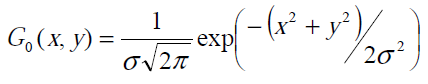 G₀(x, y) = 1/(σ√2π) exp(−(x² + y²)/2σ²)